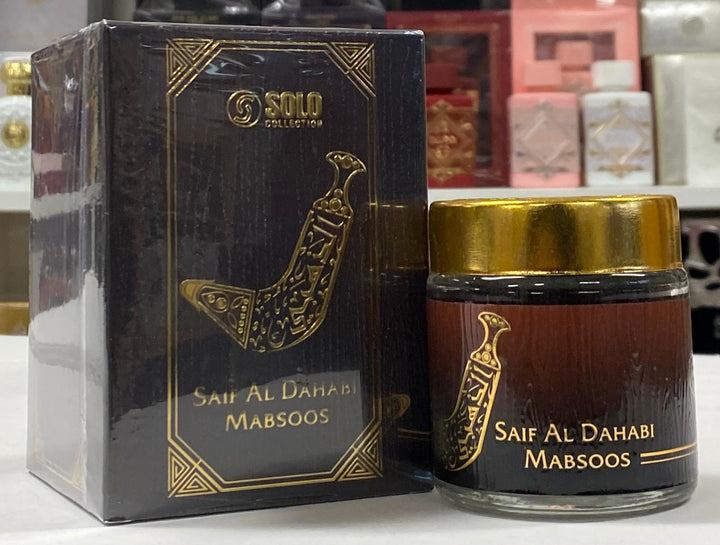 SOLO
COLLECTION
SAIF AL DAHABI
MABSOOS
SAIF AL DAHABI
MABSOOS